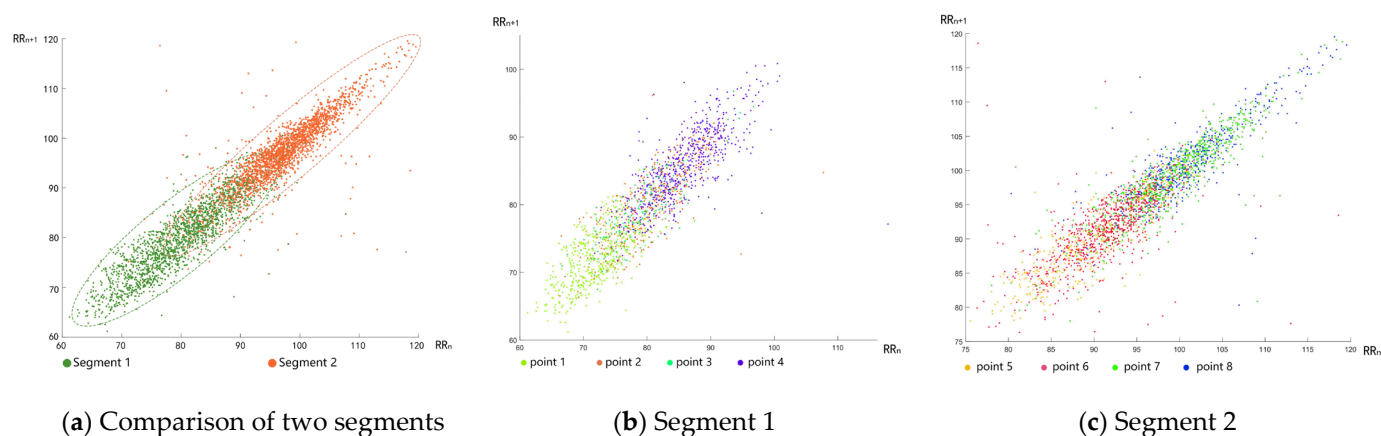 RRn+1
120
110
100
90
80
70
60
60 70 80 90 100 110 120 RRn
Segment 1 Segment 2
(a) Comparison of two segments
RRn+1
100
90
80
70
60
60 70 80 90 100 110 RRn
point 1 point 2 point 3 point 4
(b) Segment 1
RRn+1
120
115
110
105
100
95
90
85
80
75
75 80 85 90 95 100 105 110 115 120 RRn
point 5 point 6 point 7 point 8
(c) Segment 2